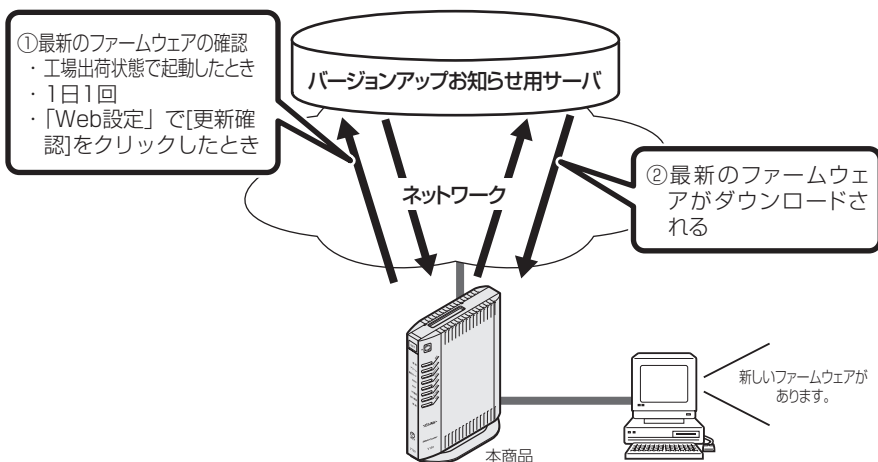 ①最新のファームウェアの確認
・ 工場出荷状態で起動したとき
・ 1日1回
・「Web設定」で[更新確
認]をクリックしたとき
バージョンアップお知らせ用サーバ
ネットワーク
②最新のファームウェ
アがダウンロードさ
れる
新しいファームウェアが
あります。
本商品